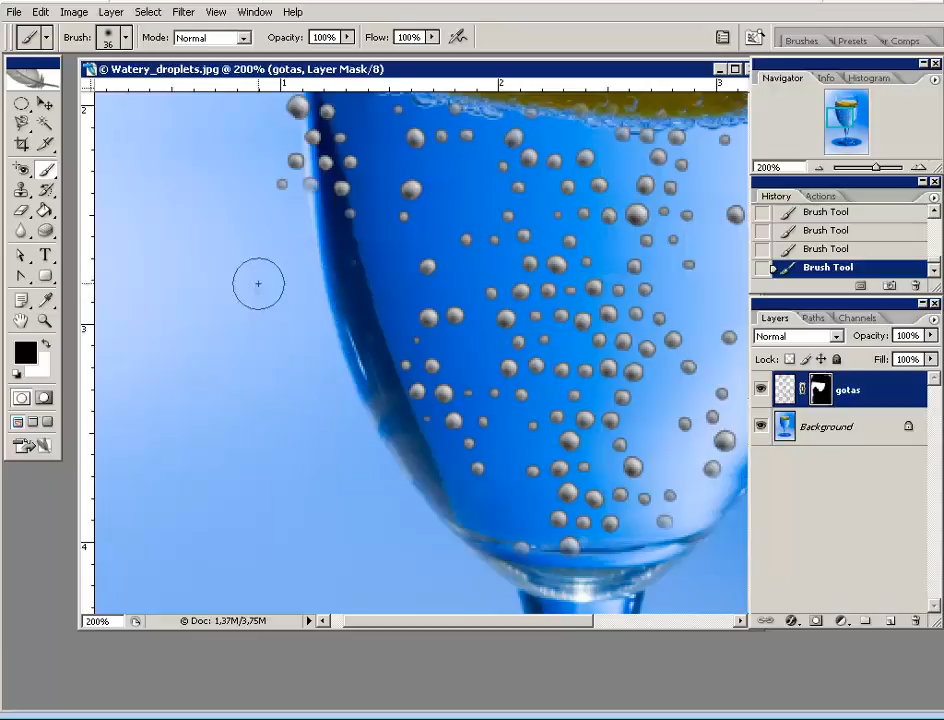 File Edit Image Layer Select Filter View Window Help
Brush: 36 Mode: Normal Opacity: 100% Flow: 100% Brushes Presets Comps
© Watery_droplets.jpg @ 200% (gotas, Layer Mask/8)
Navigator Info Histogram
1 2 3
2
3
4
200%
History Actions
Brush Tool
Brush Tool
Brush Tool
Brush Tool
Layers Paths Channels
Normal Opacity: 100%
Lock: Fill: 100%
gotas
Background
T
200% © Doc: 1,37M/3,75M